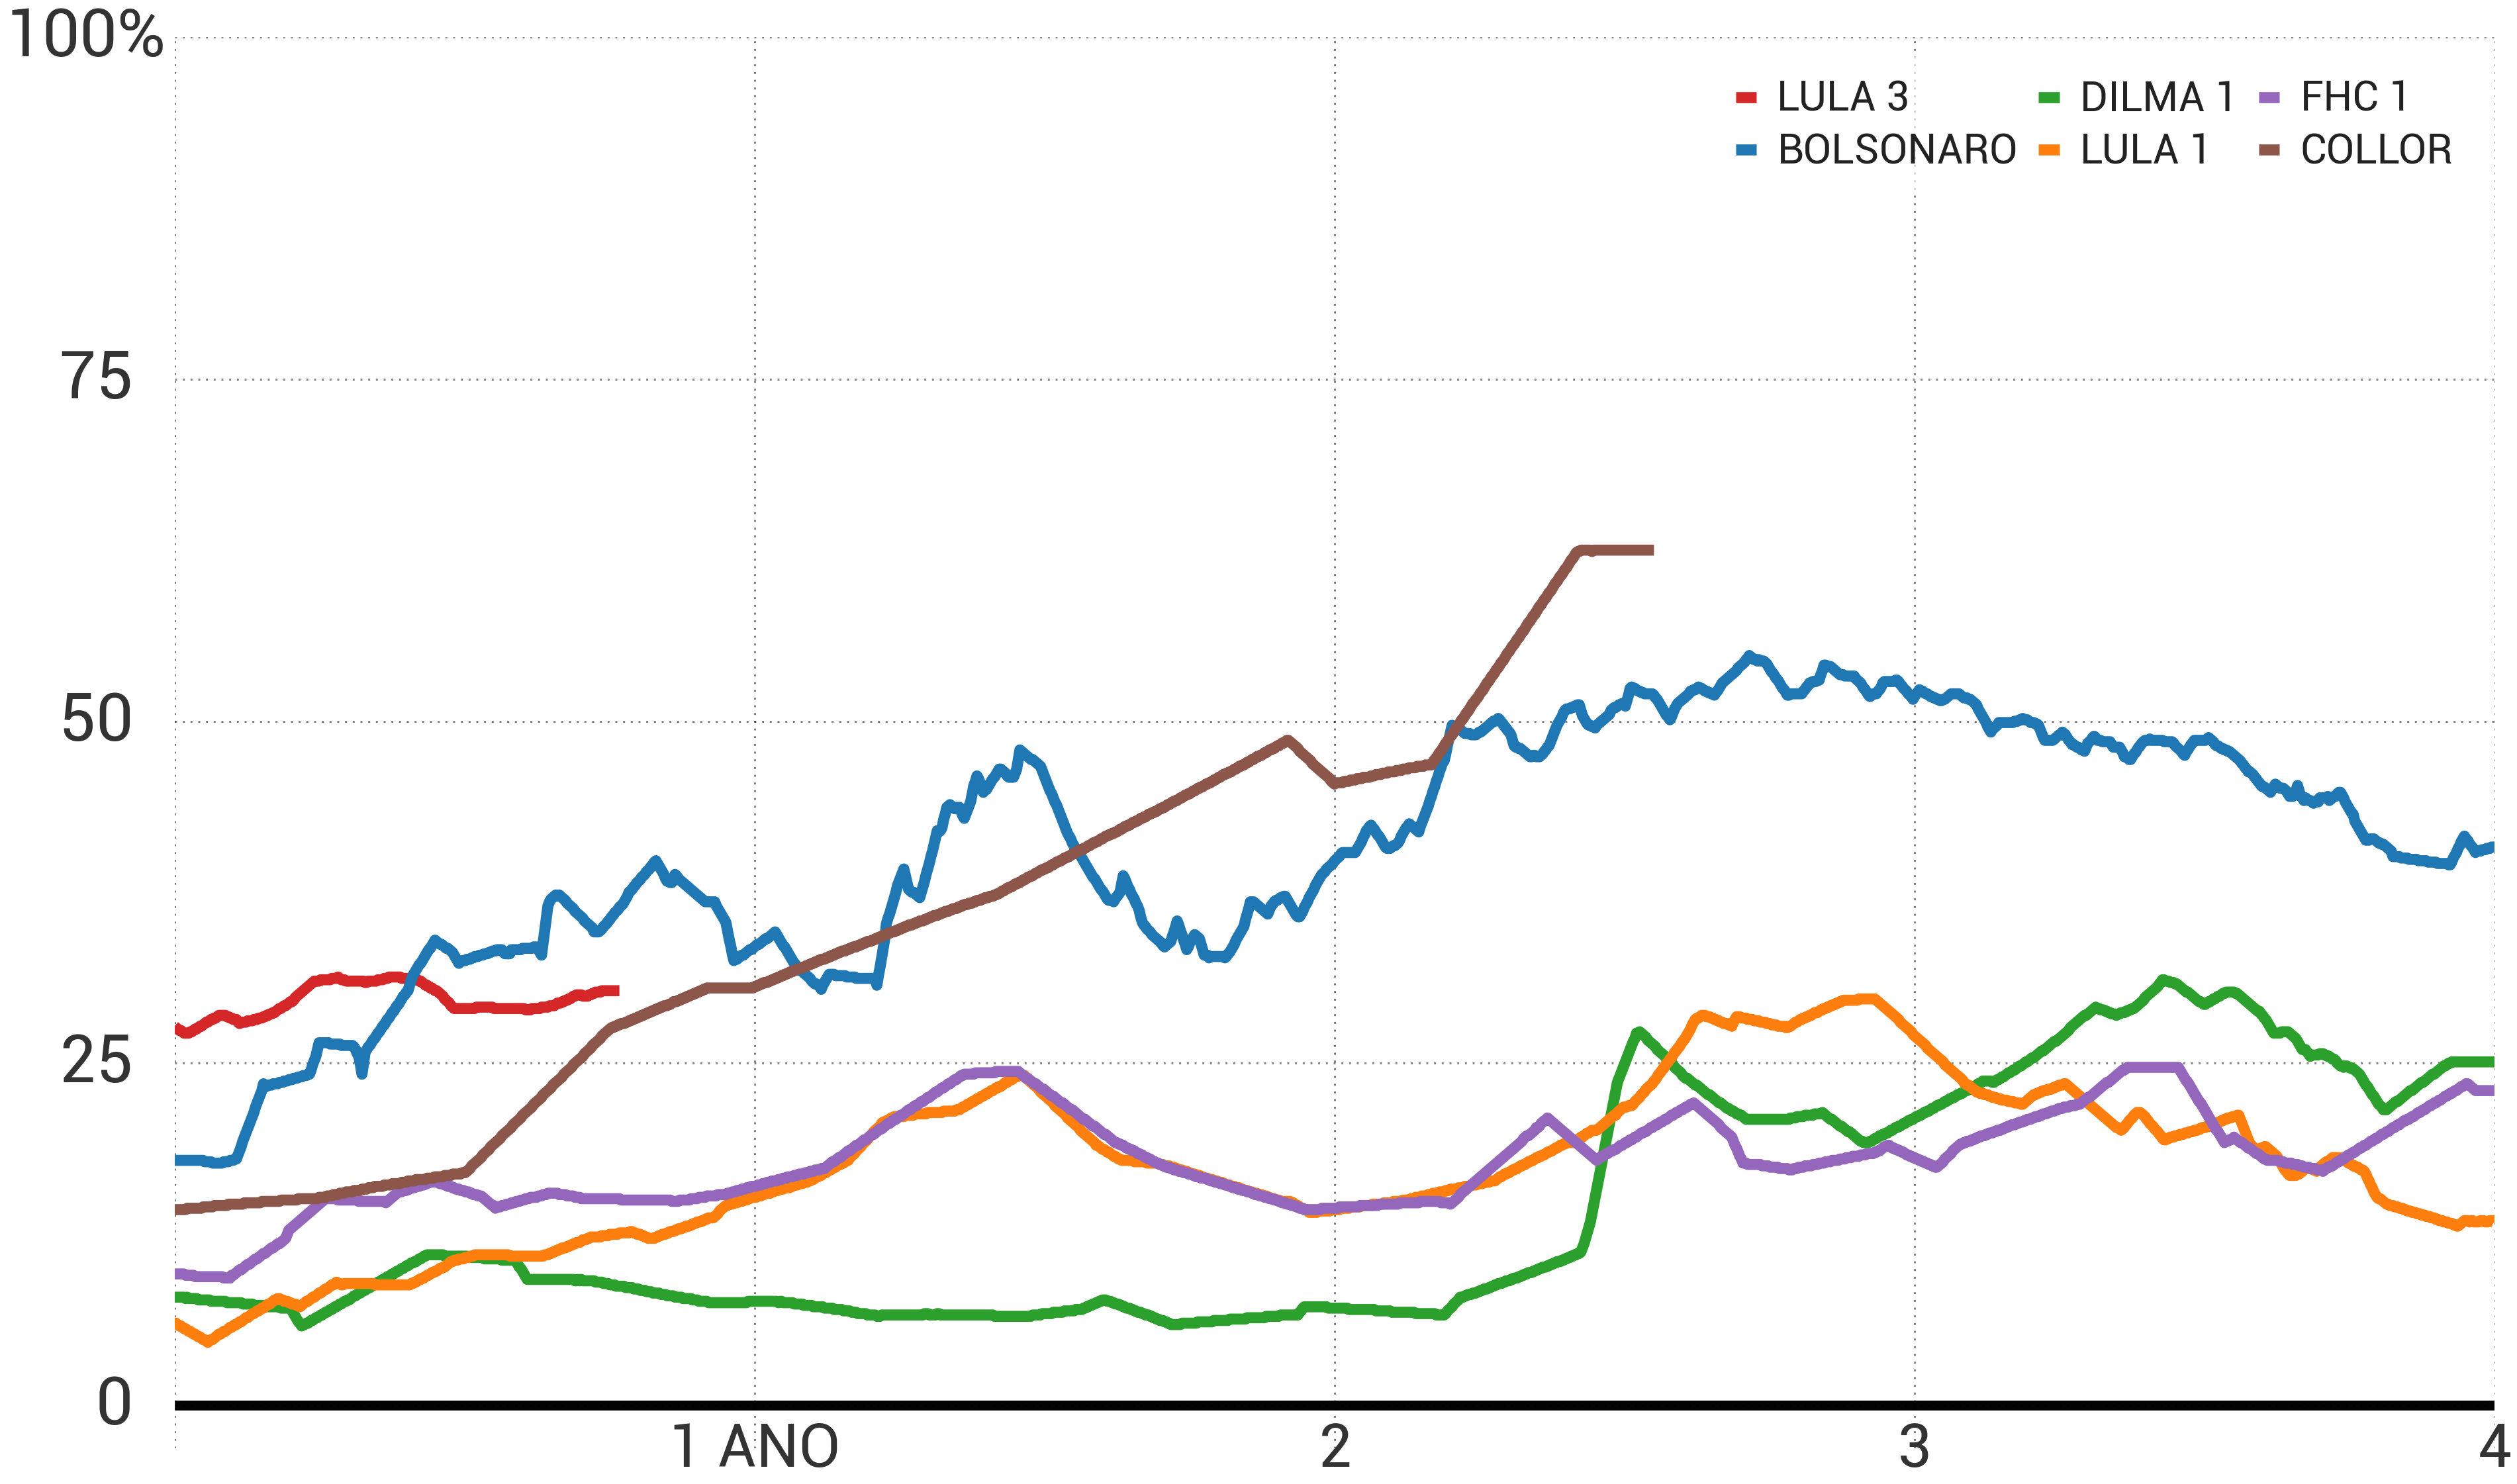 100%
LULA 3 DILMA 1 FHC 1
BOLSONARO LULA 1 COLLOR
75
50
25
0
1 ANO 2 3 4